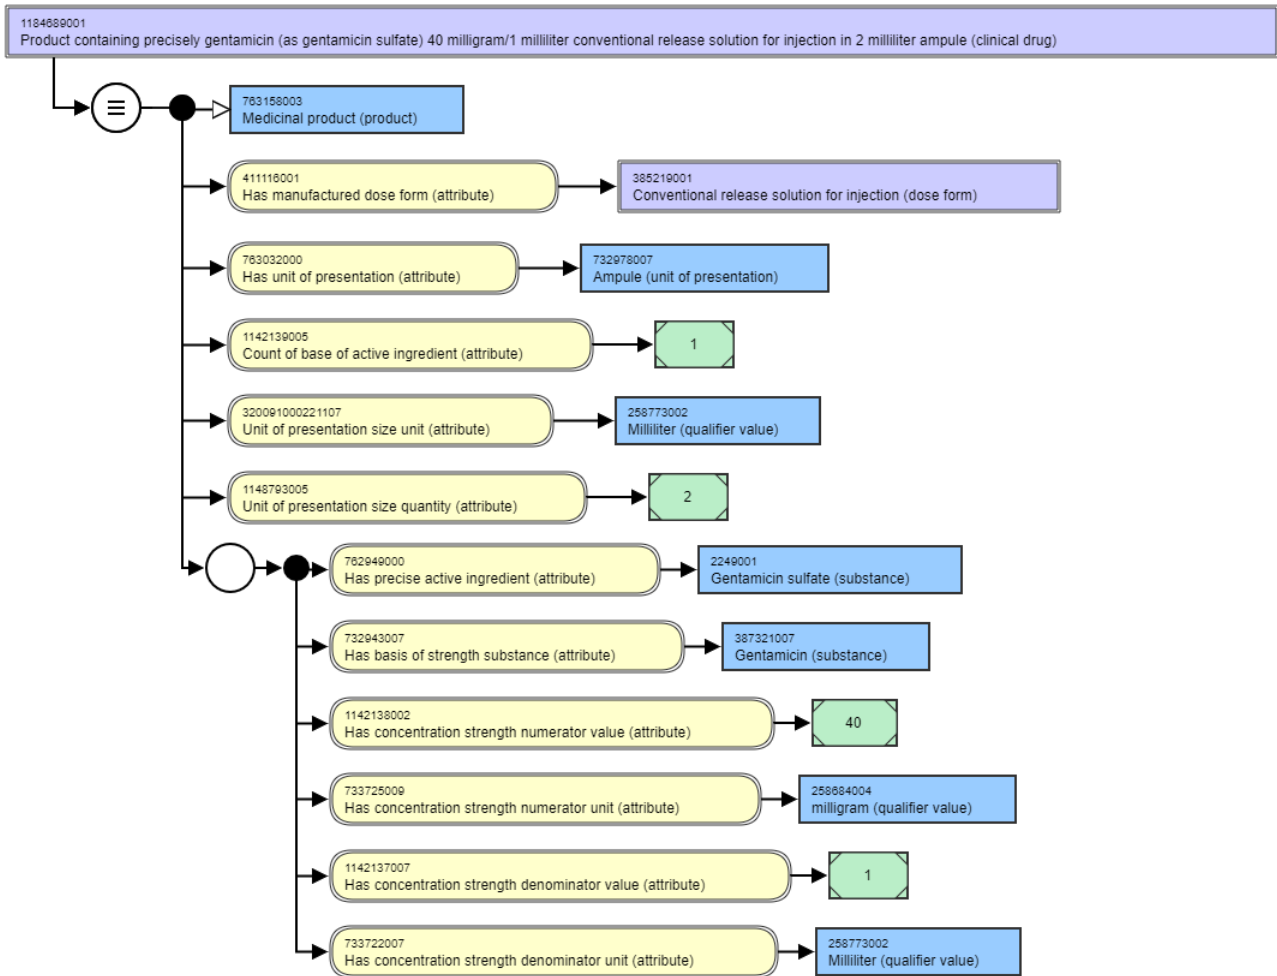 1184689001
Product containing precisely gentamicin (as gentamicin sulfate) 40 milligram/1 milliliter conventional release solution for injection in 2 milliliter ampule (clinical drug)
763158003
Medicinal product (product)
411116001
Has manufactured dose form (attribute)
385219001
Conventional release solution for injection (dose form)
763032000
Has unit of presentation (attribute)
732978007
Ampule (unit of presentation)
1142139005
Count of base of active ingredient (attribute)
1
320091000221107
Unit of presentation size unit (attribute)
258773002
Milliliter (qualifier value)
1148793005
Unit of presentation size quantity (attribute)
2
762949000
Has precise active ingredient (attribute)
2249001
Gentamicin sulfate (substance)
732943007
Has basis of strength substance (attribute)
387321007
Gentamicin (substance)
1142138002
Has concentration strength numerator value (attribute)
40
733725009
Has concentration strength numerator unit (attribute)
258684004
milligram (qualifier value)
1142137007
Has concentration strength denominator value (attribute)
1
733722007
Has concentration strength denominator unit (attribute)
258773002
Milliliter (qualifier value)